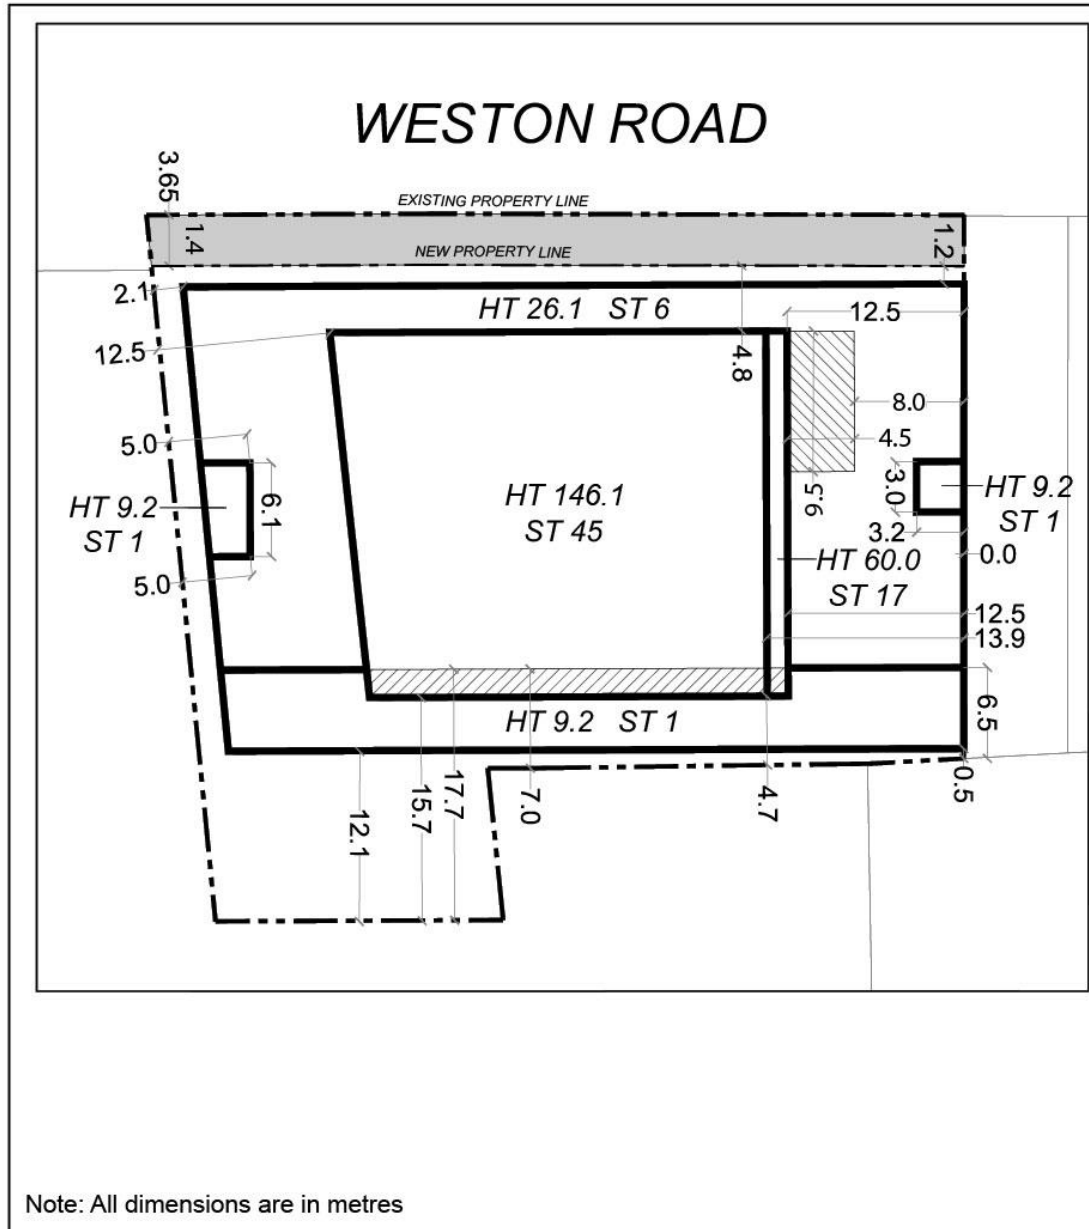 WESTON ROAD
3.65
EXISTING PROPERTY LINE
1.4
NEW PROPERTY LINE
1.2
2.1
HT 26.1 ST 6
12.5
12.5
4.8
8.0
5.0
4.5
HT 9.2
ST 1
6.1
HT 146.1
ST 45
9.5
3.0
HT 9.2
ST 1
3.2
0.0
5.0
HT 60.0
ST 17
12.5
13.9
6.5
HT 9.2 ST 1
0.5
12.1
15.7
17.7
7.0
4.7
Note: All dimensions are in metres